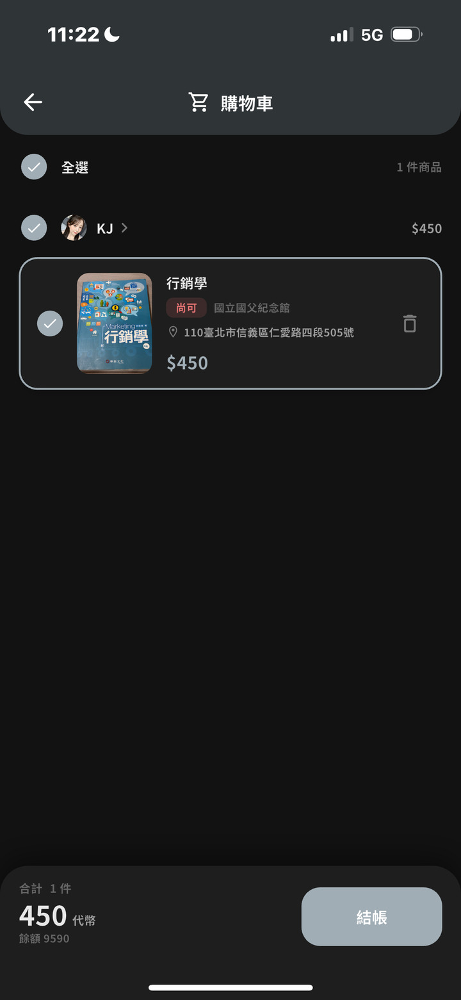 11:22
5G
購物車
全選
1 件商品
KJ
$450
行銷學
尚可 國立國父紀念館
110臺北市信義區仁愛路四段505號
$450
Marketing
行銷學
合計 1 件
450 代幣
餘額 9590
結帳